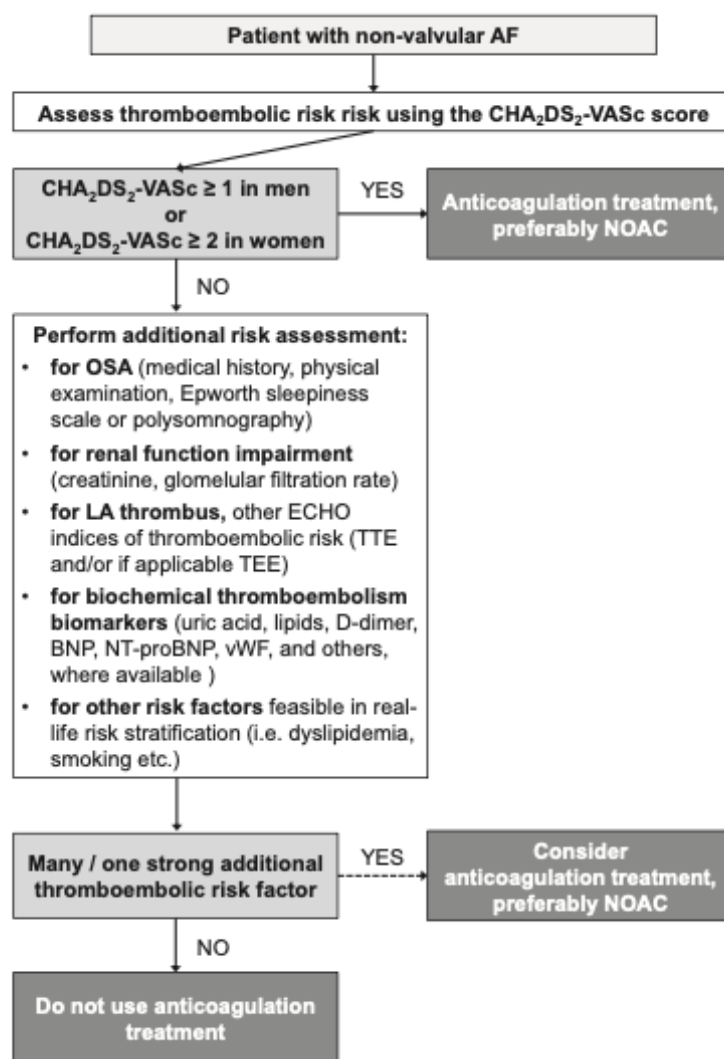 Patient with non-valvular AF
Assess thromboembolic risk risk using the CHA₂DS₂-VASc score
CHA₂DS₂-VASc ≥ 1 in men
or
CHA₂DS₂-VASc ≥ 2 in women
YES
Anticoagulation treatment,
preferably NOAC
NO
Perform additional risk assessment:
• for OSA (medical history, physical
examination, Epworth sleepiness
scale or polysomnography)
• for renal function impairment
(creatinine, glomelular filtration rate)
• for LA thrombus, other ECHO
indices of thromboembolic risk (TTE
and/or if applicable TEE)
• for biochemical thromboembolism
biomarkers (uric acid, lipids, D-dimer,
BNP, NT-proBNP, vWF, and others,
where available )
• for other risk factors feasible in real-
life risk stratification (i.e. dyslipidemia,
smoking etc.)
Many / one strong additional
thromboembolic risk factor
YES
Consider
anticoagulation treatment,
preferably NOAC
NO
Do not use anticoagulation
treatment